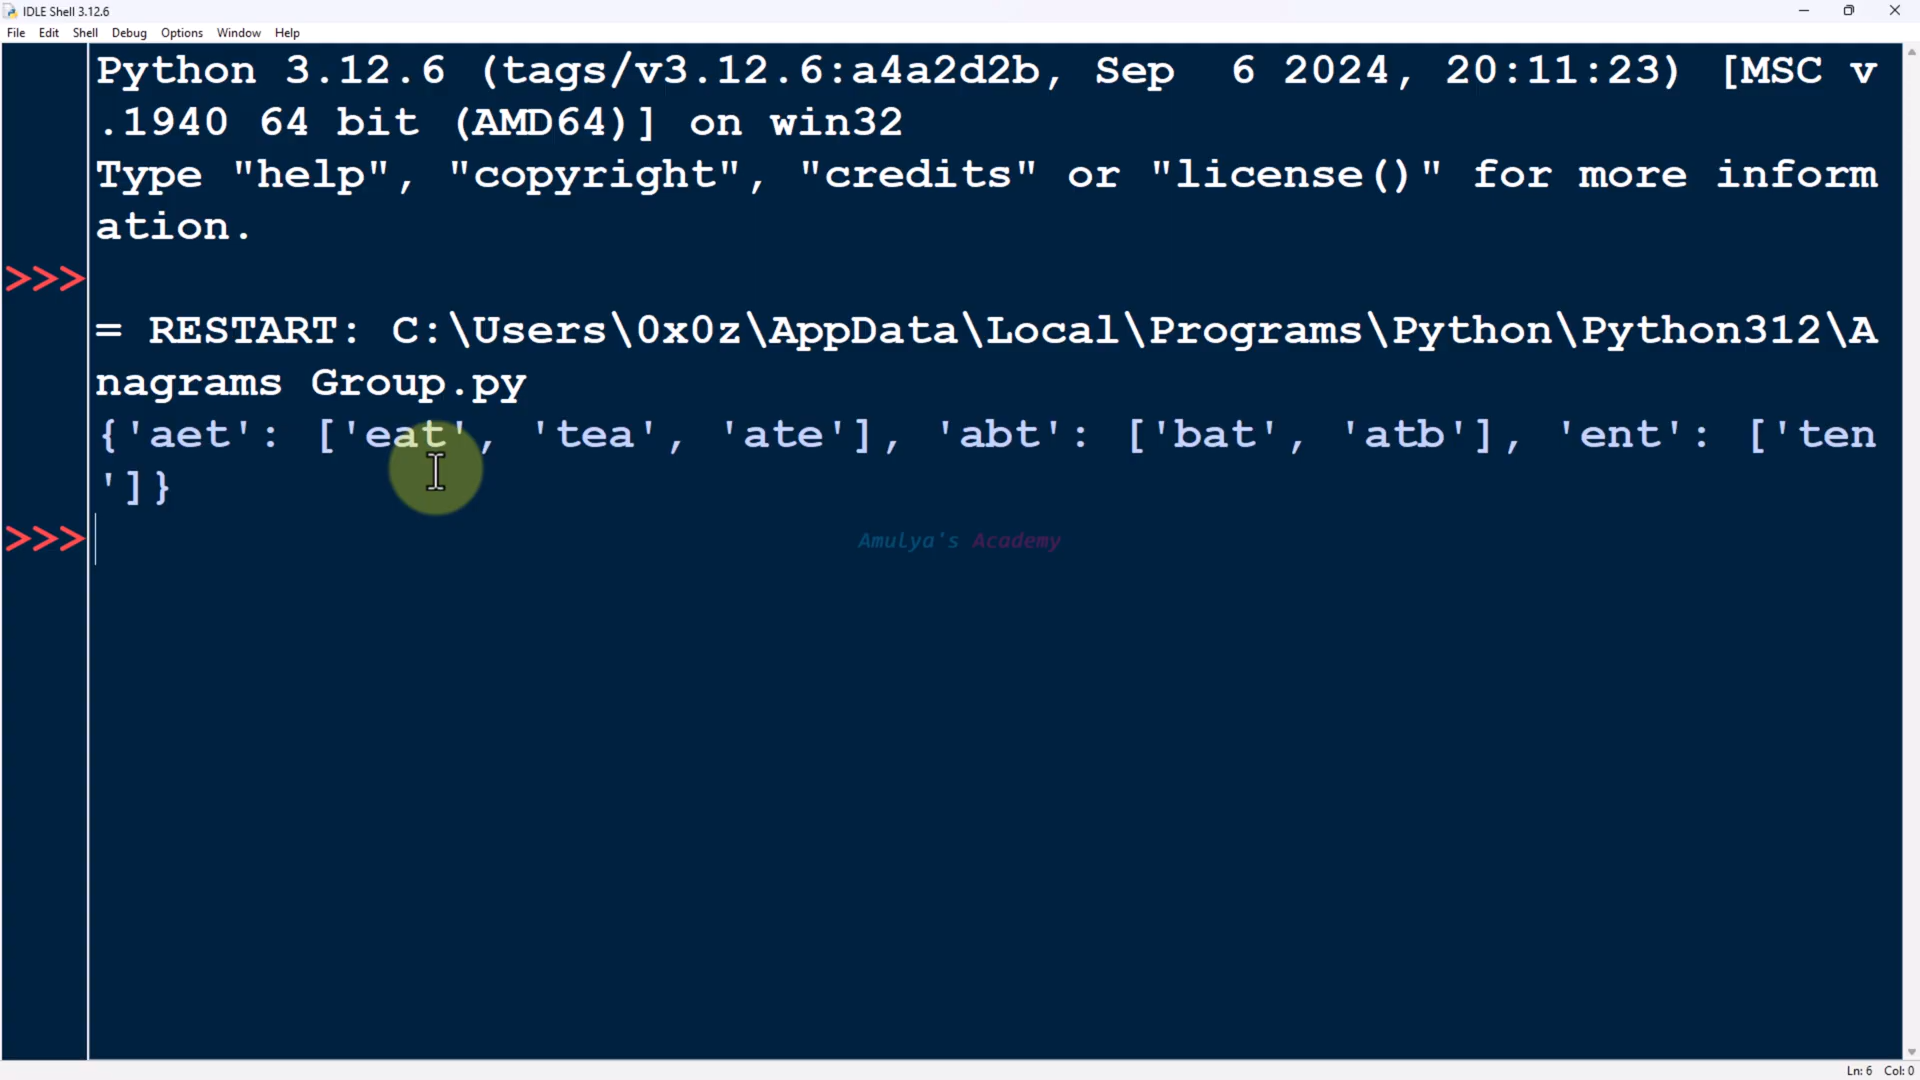 IDLE Shell 3.12.6
File Edit Shell Debug Options Window Help
Python 3.12.6 (tags/v3.12.6:a4a2d2b, Sep  6 2024, 20:11:23) [MSC v
.1940 64 bit (AMD64)] on win32
Type "help", "copyright", "credits" or "license()" for more inform
ation.
>>>
= RESTART: C:\Users\0x0z\AppData\Local\Programs\Python\Python312\A
nagrams Group.py
{'aet': ['eat', 'tea', 'ate'], 'abt': ['bat', 'atb'], 'ent': ['ten
']}
>>>
Amulya's Academy
Ln: 6 Col: 0